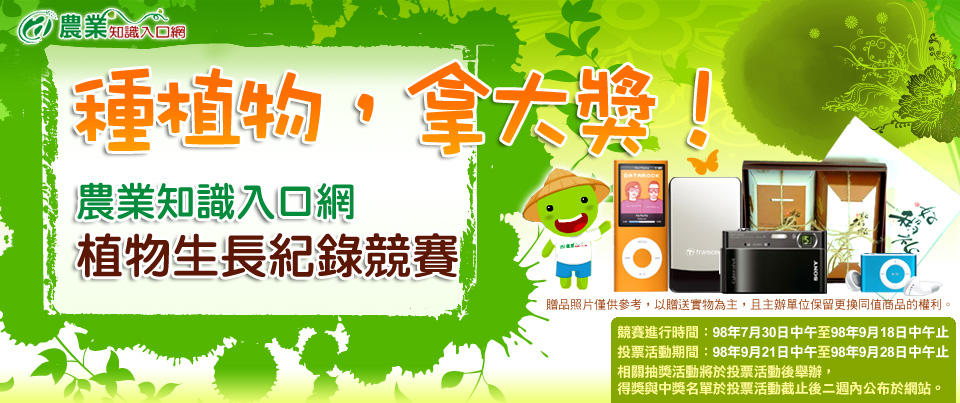 農業知識入口網
種植物，拿大獎！
農業知識入口網
植物生長紀錄競賽
DATAROCK
Transcend
SONY
贈品照片僅供參考，以贈送實物為主，且主辦單位保留更換同值商品的權利。
競賽進行時間：98年7月30日中午至98年9月18日中午止
投票活動期間：98年9月21日中午至98年9月28日中午止
相關抽獎活動將於投票活動後舉辦，
得獎與中獎名單於投票活動截止後二週內公布於網站。